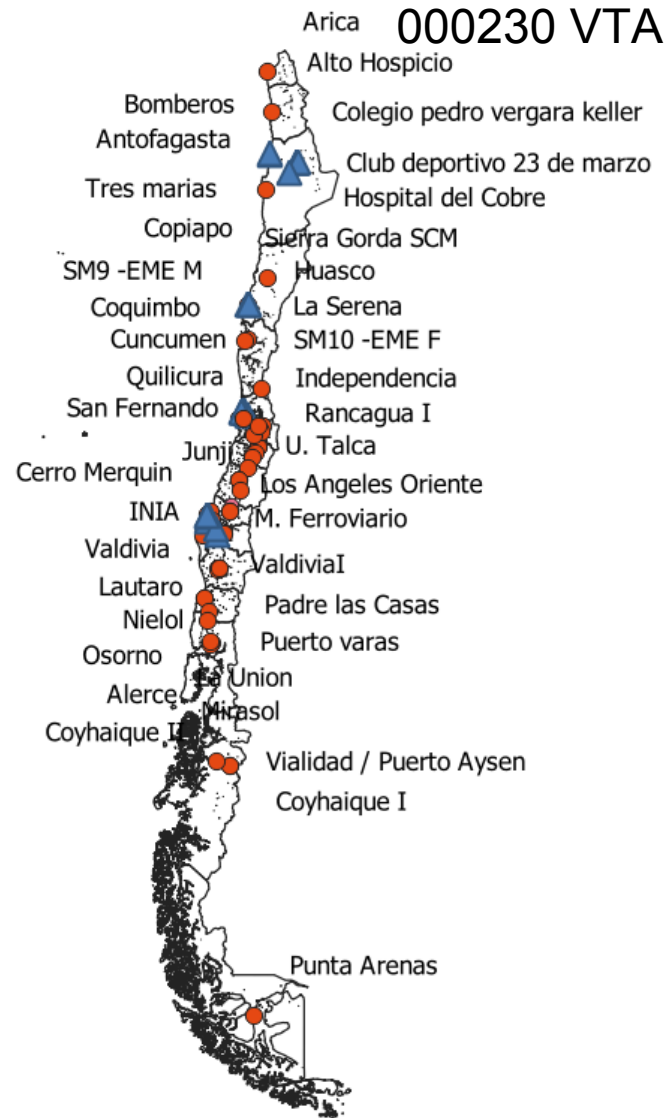 Arica
000230 VTA
Alto Hospicio
Bomberos
Colegio pedro vergara keller
Antofagasta
Club deportivo 23 de marzo
Tres marias
Hospital del Cobre
Copiapo
Sierra Gorda SCM
SM9 -EME M
Huasco
Coquimbo
La Serena
Cuncumen
SM10 -EME F
Quilicura
Independencia
San Fernando
Rancagua I
Junji
U. Talca
Cerro Merquin
Los Angeles Oriente
INIA
M. Ferroviario
Valdivia
ValdiviaI
Lautaro
Padre las Casas
Nielol
Puerto varas
Osorno
La Union
Alerce
Mirasol
Coyhaique II
Vialidad / Puerto Aysen
Coyhaique I
Punta Arenas